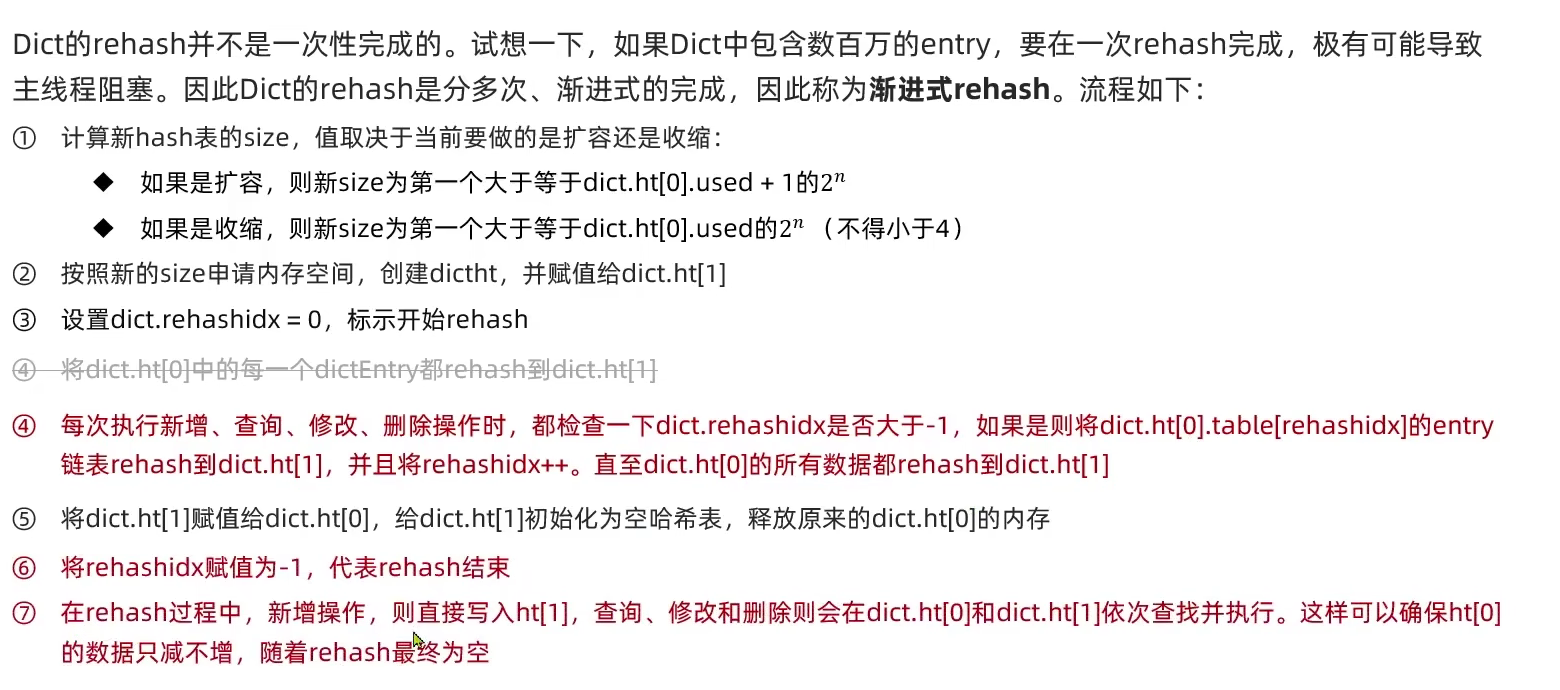 Dict的rehash并不是一次性完成的。试想一下，如果Dict中包含数百万的entry，要在一次rehash完成，极有可能导致
主线程阻塞。因此Dict的rehash是分多次、渐进式的完成，因此称为渐进式rehash。流程如下：
① 计算新hash表的size，值取决于当前要做的是扩容还是收缩：
◆ 如果是扩容，则新size为第一个大于等于dict.ht[0].used + 1的2ⁿ
◆ 如果是收缩，则新size为第一个大于等于dict.ht[0].used的2ⁿ（不得小于4）
② 按照新的size申请内存空间，创建dictht，并赋值给dict.ht[1]
③ 设置dict.rehashidx = 0，标示开始rehash
④ 将dict.ht[0]中的每一个dictEntry都rehash到dict.ht[1]
④ 每次执行新增、查询、修改、删除操作时，都检查一下dict.rehashidx是否大于-1，如果是则将dict.ht[0].table[rehashidx]的entry
链表rehash到dict.ht[1]，并且将rehashidx++。直至dict.ht[0]的所有数据都rehash到dict.ht[1]
⑤ 将dict.ht[1]赋值给dict.ht[0]，给dict.ht[1]初始化为空哈希表，释放原来的dict.ht[0]的内存
⑥ 将rehashidx赋值为-1，代表rehash结束
⑦ 在rehash过程中，新增操作，则直接写入ht[1]，查询、修改和删除则会在dict.ht[0]和dict.ht[1]依次查找并执行。这样可以确保ht[0]
的数据只减不增，随着rehash最终为空